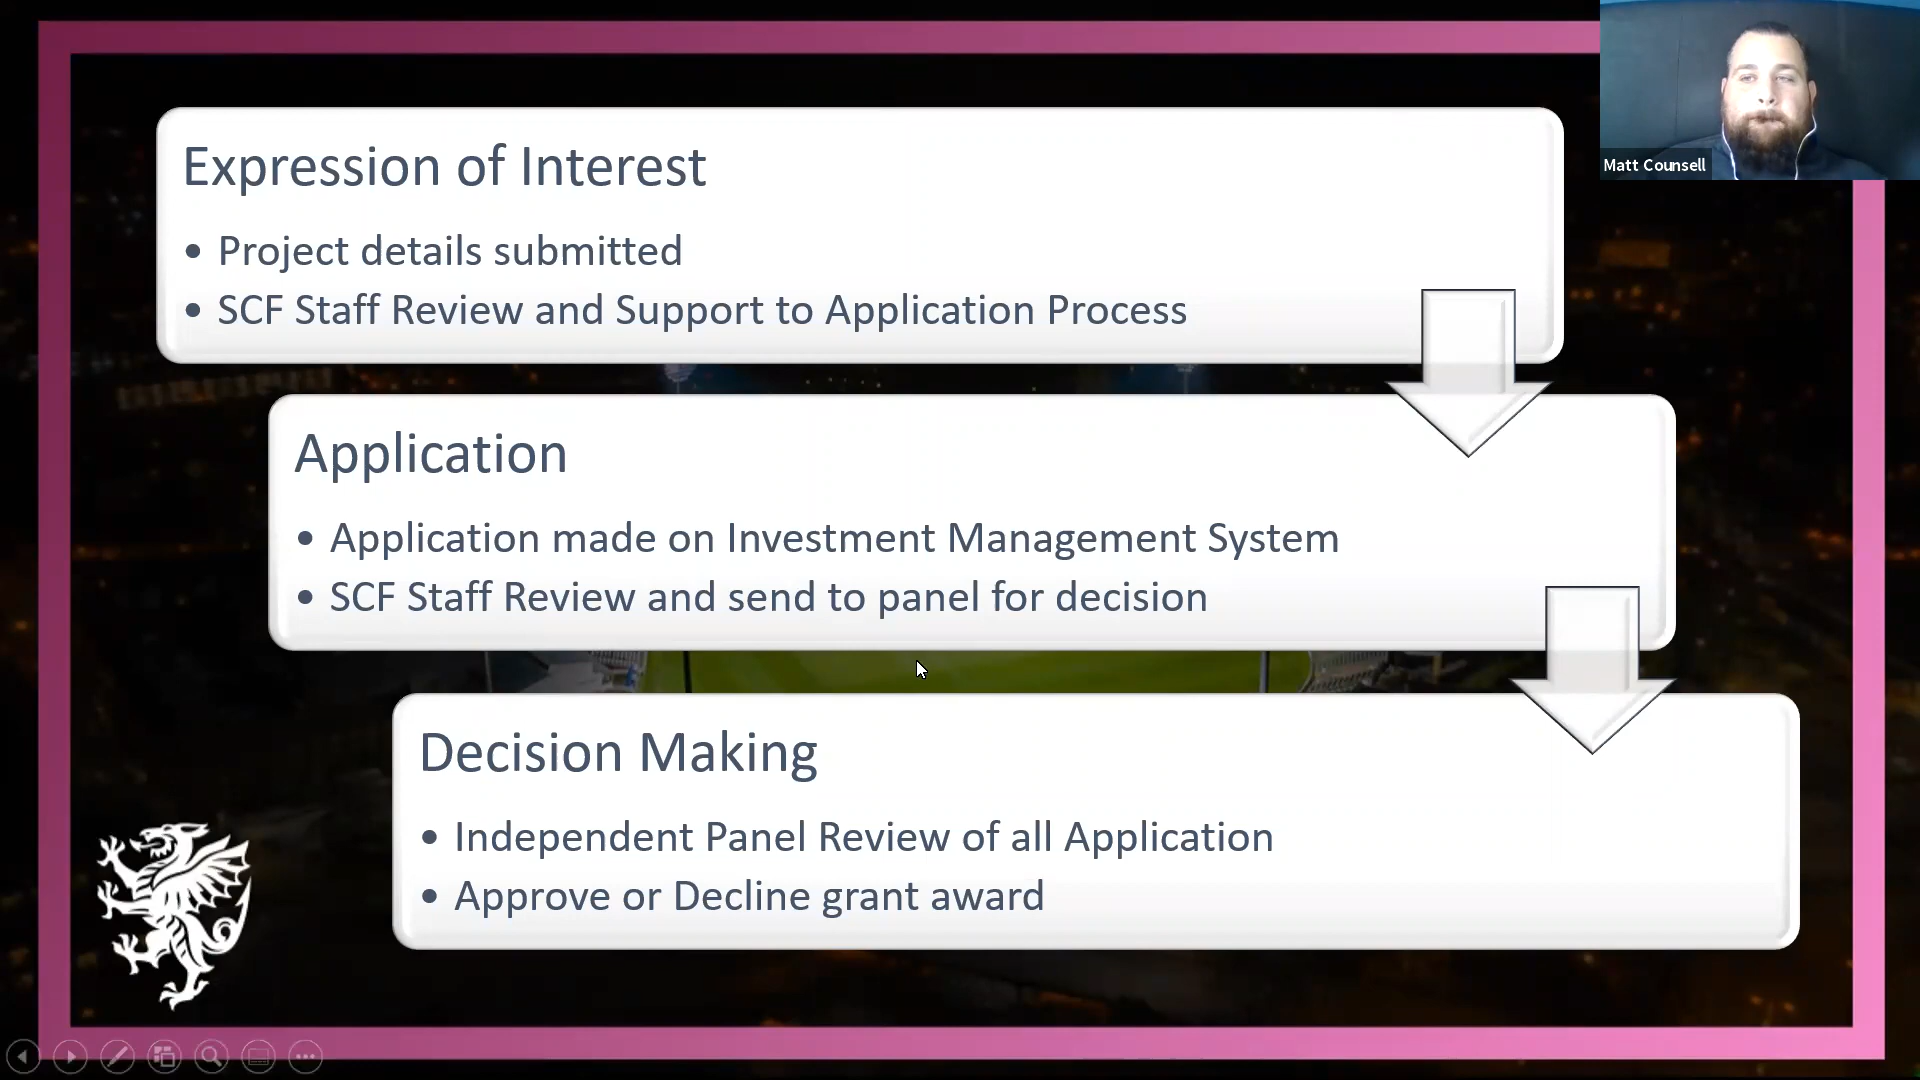 Expression of Interest
• Project details submitted
• SCF Staff Review and Support to Application Process
Matt Counsell
Application
• Application made on Investment Management System
• SCF Staff Review and send to panel for decision
Decision Making
• Independent Panel Review of all Application
• Approve or Decline grant award